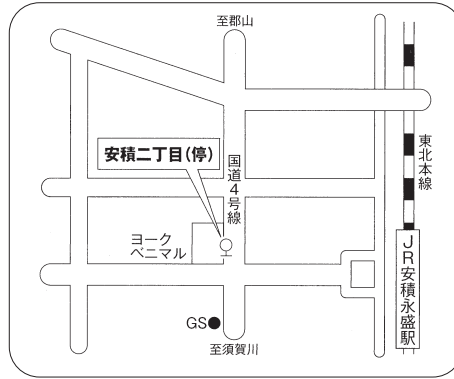 至郡山
東北本線
国道4号線
安積二丁目(停)
ヨーク
ベニマル
JR安積永盛駅
GS
至須賀川